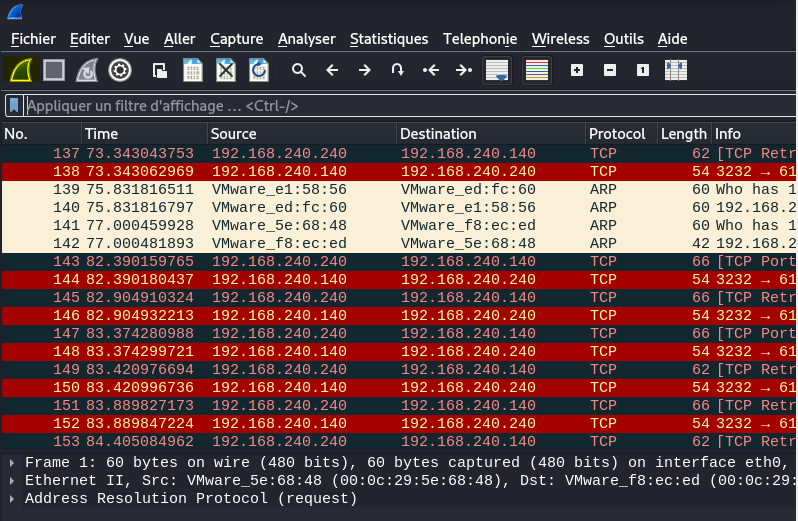 Fichier Editer Vue Aller Capture Analyser Statistiques Telephonie Wireless Outils Aide
Appliquer un filtre d'affichage … <Ctrl-/>
No. Time Source Destination Protocol Length Info
137 73.343043753 192.168.240.240 192.168.240.140 TCP 62 [TCP Retr
138 73.343062969 192.168.240.140 192.168.240.240 TCP 54 3232 → 61
139 75.831816511 VMware_e1:58:56 VMware_ed:fc:60 ARP 60 Who has 1
140 75.831816797 VMware_ed:fc:60 VMware_e1:58:56 ARP 60 192.168.2
141 77.000459928 VMware_5e:68:48 VMware_f8:ec:ed ARP 60 Who has 1
142 77.000481893 VMware_f8:ec:ed VMware_5e:68:48 ARP 42 192.168.2
143 82.390159765 192.168.240.240 192.168.240.140 TCP 66 [TCP Port
144 82.390180437 192.168.240.140 192.168.240.240 TCP 54 3232 → 61
145 82.904910324 192.168.240.240 192.168.240.140 TCP 66 [TCP Retr
146 82.904932213 192.168.240.140 192.168.240.240 TCP 54 3232 → 61
147 83.374280988 192.168.240.240 192.168.240.140 TCP 66 [TCP Port
148 83.374299721 192.168.240.140 192.168.240.240 TCP 54 3232 → 61
149 83.420976694 192.168.240.240 192.168.240.140 TCP 62 [TCP Retr
150 83.420996736 192.168.240.140 192.168.240.240 TCP 54 3232 → 61
151 83.889827173 192.168.240.240 192.168.240.140 TCP 66 [TCP Retr
152 83.889847224 192.168.240.140 192.168.240.240 TCP 54 3232 → 61
153 84.405084962 192.168.240.240 192.168.240.140 TCP 62 [TCP Retr
Frame 1: 60 bytes on wire (480 bits), 60 bytes captured (480 bits) on interface eth0,
Ethernet II, Src: VMware_5e:68:48 (00:0c:29:5e:68:48), Dst: VMware_f8:ec:ed (00:0c:29:
Address Resolution Protocol (request)